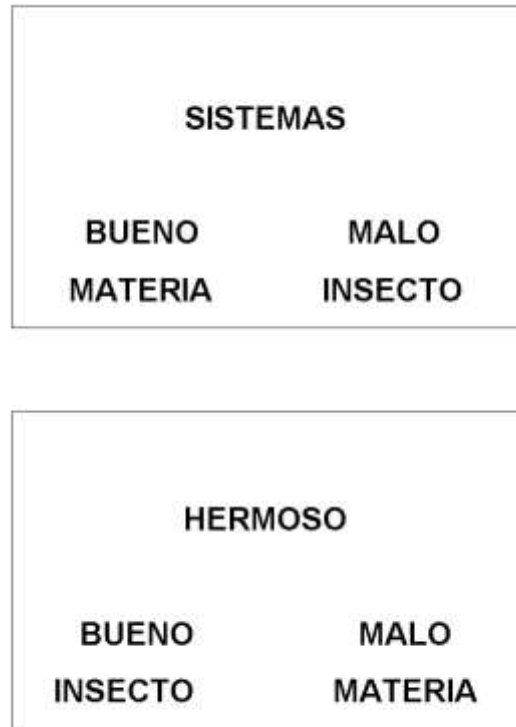 SISTEMAS
BUENO MALO
MATERIA INSECTO
HERMOSO
BUENO MALO
INSECTO MATERIA